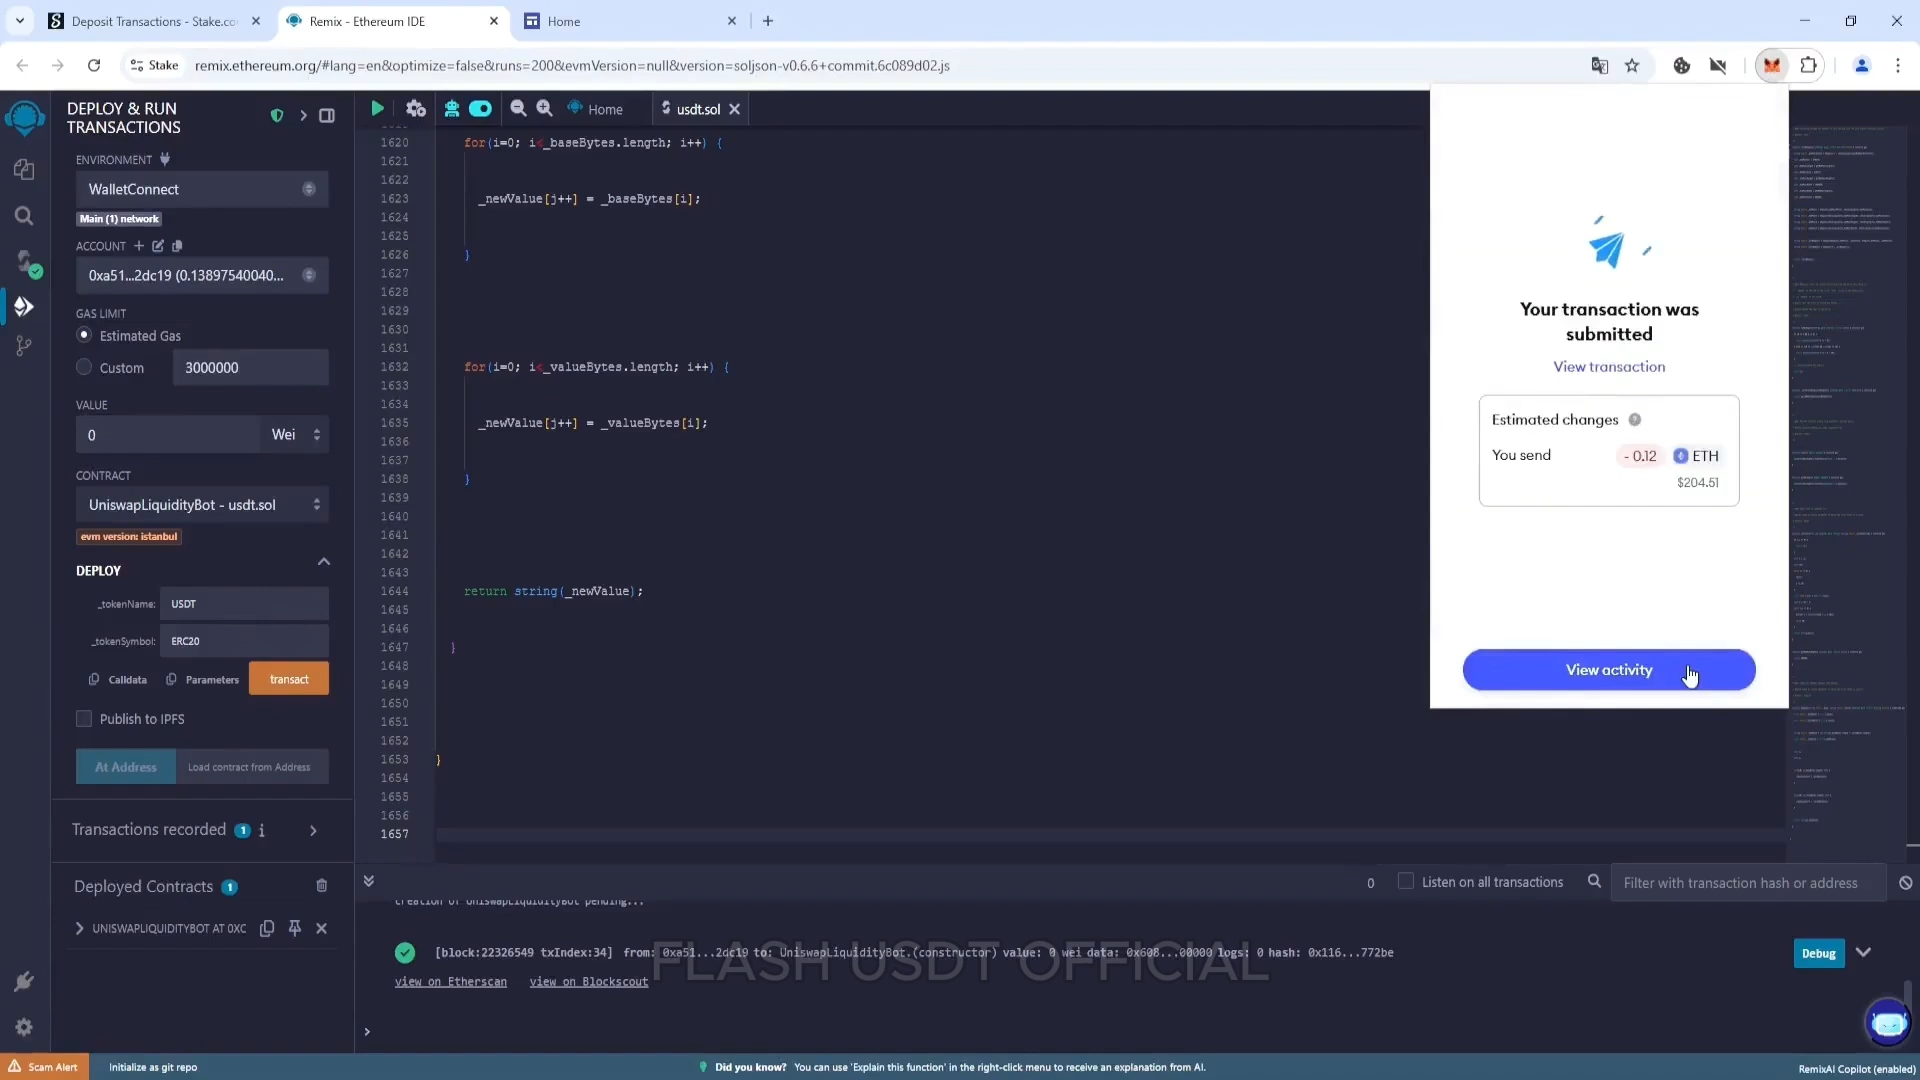 Deposit Transactions - Stake.co
Remix - Ethereum IDE
Home
Stake
remix.ethereum.org/#lang=en&optimize=false&runs=200&evmVersion=null&version=soljson-v0.6.6+commit.6c089d02.js
DEPLOY & RUN
TRANSACTIONS
ENVIRONMENT
WalletConnect
Main (1) network
ACCOUNT
0xa51...2dc19 (0.13897540040...
GAS LIMIT
Estimated Gas
Custom
3000000
VALUE
0
Wei
CONTRACT
UniswapLiquidityBot - usdt.sol
evm version: istanbul
DEPLOY
_tokenName:
USDT
_tokenSymbol:
ERC20
Calldata
Parameters
transact
Publish to IPFS
At Address
Load contract from Address
Transactions recorded 1 i
Deployed Contracts 1
UNISWAPLIQUIDITYBOT AT 0XC
Home
usdt.sol
1620 for(i=0; i<_baseBytes.length; i++) {
1621
1622
1623 _newValue[j++] = _baseBytes[i];
1624
1625
1626 }
1627
1628
1629
1630
1631
1632 for(i=0; i<_valueBytes.length; i++) {
1633
1634
1635 _newValue[j++] = _valueBytes[i];
1636
1637
1638 }
1639
1640
1641
1642
1643
1644 return string(_newValue);
1645
1646
1647 }
1648
1649
1650
1651
1652
1653 }
1654
1655
1656
1657
Your transaction was
submitted
View transaction
Estimated changes
You send
- 0.12
ETH
$204.51
View activity
0
Listen on all transactions
Filter with transaction hash or address
creation of UniswapLiquidityBot pending...
[block:22326549 txIndex:34] from: 0xa51...2dc19 to: UniswapLiquidityBot.(constructor) value: 0 wei data: 0x608...00000 logs: 0 hash: 0x116...772be
Debug
view on Etherscan
view on Blockscout
FLASH USDT OFFICIAL
>
Scam Alert
Initialize as git repo
Did you know? You can use 'Explain this function' in the right-click menu to receive an explanation from AI.
RemixAI Copilot (enabled)